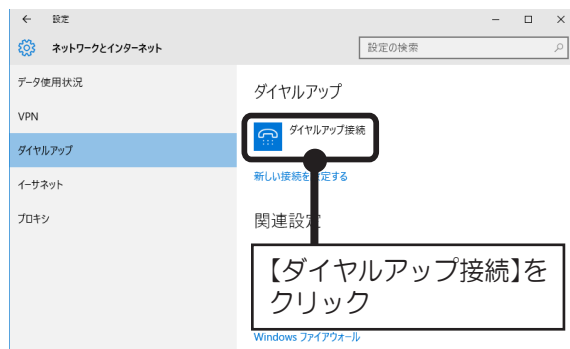 設定
ネットワークとインターネット
設定の検索
データ使用状況
VPN
ダイヤルアップ
イーサネット
プロキシ
ダイヤルアップ
ダイヤルアップ接続
新しい接続を 定する
関連設定
【ダイヤルアップ接続】を
クリック
Windows ファイアウォール